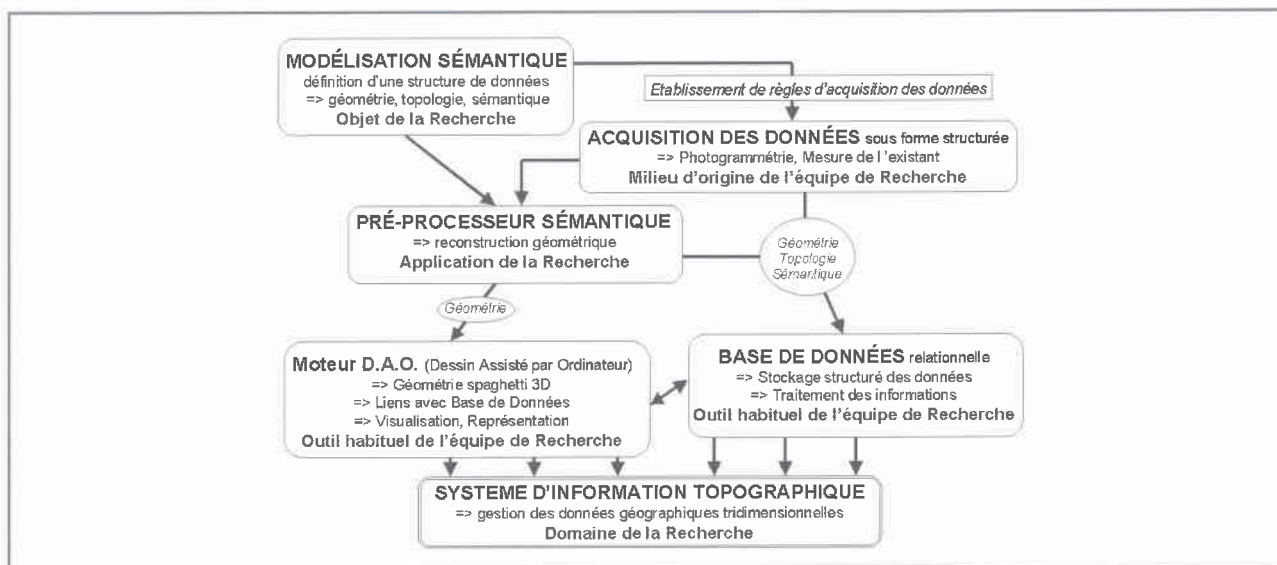 MODÉLISATION SÉMANTIQUE
définition d'une structure de données
=> géométrie, topologie, sémantique
Objet de la Recherche
Etablissement de règles d'acquisition des données
ACQUISITION DES DONNÉES sous forme structurée
=> Photogrammétrie, Mesure de l'existant
Milieu d'origine de l'équipe de Recherche
PRÉ-PROCESSEUR SÉMANTIQUE
=> reconstruction géométrique
Application de la Recherche
Géométrie
Topologie
Sémantique
Géométrie
Moteur D.A.O. (Dessin Assisté par Ordinateur)
=> Géométrie spaghetti 3D
=> Liens avec Base de Données
=> Visualisation, Représentation
Outil habituel de l'équipe de Recherche
BASE DE DONNÉES relationnelle
=> Stockage structuré des données
=> Traitement des informations
Outil habituel de l'équipe de Recherche
SYSTEME D'INFORMATION TOPOGRAPHIQUE
=> gestion des données géographiques tridimensionnelles
Domaine de la Recherche